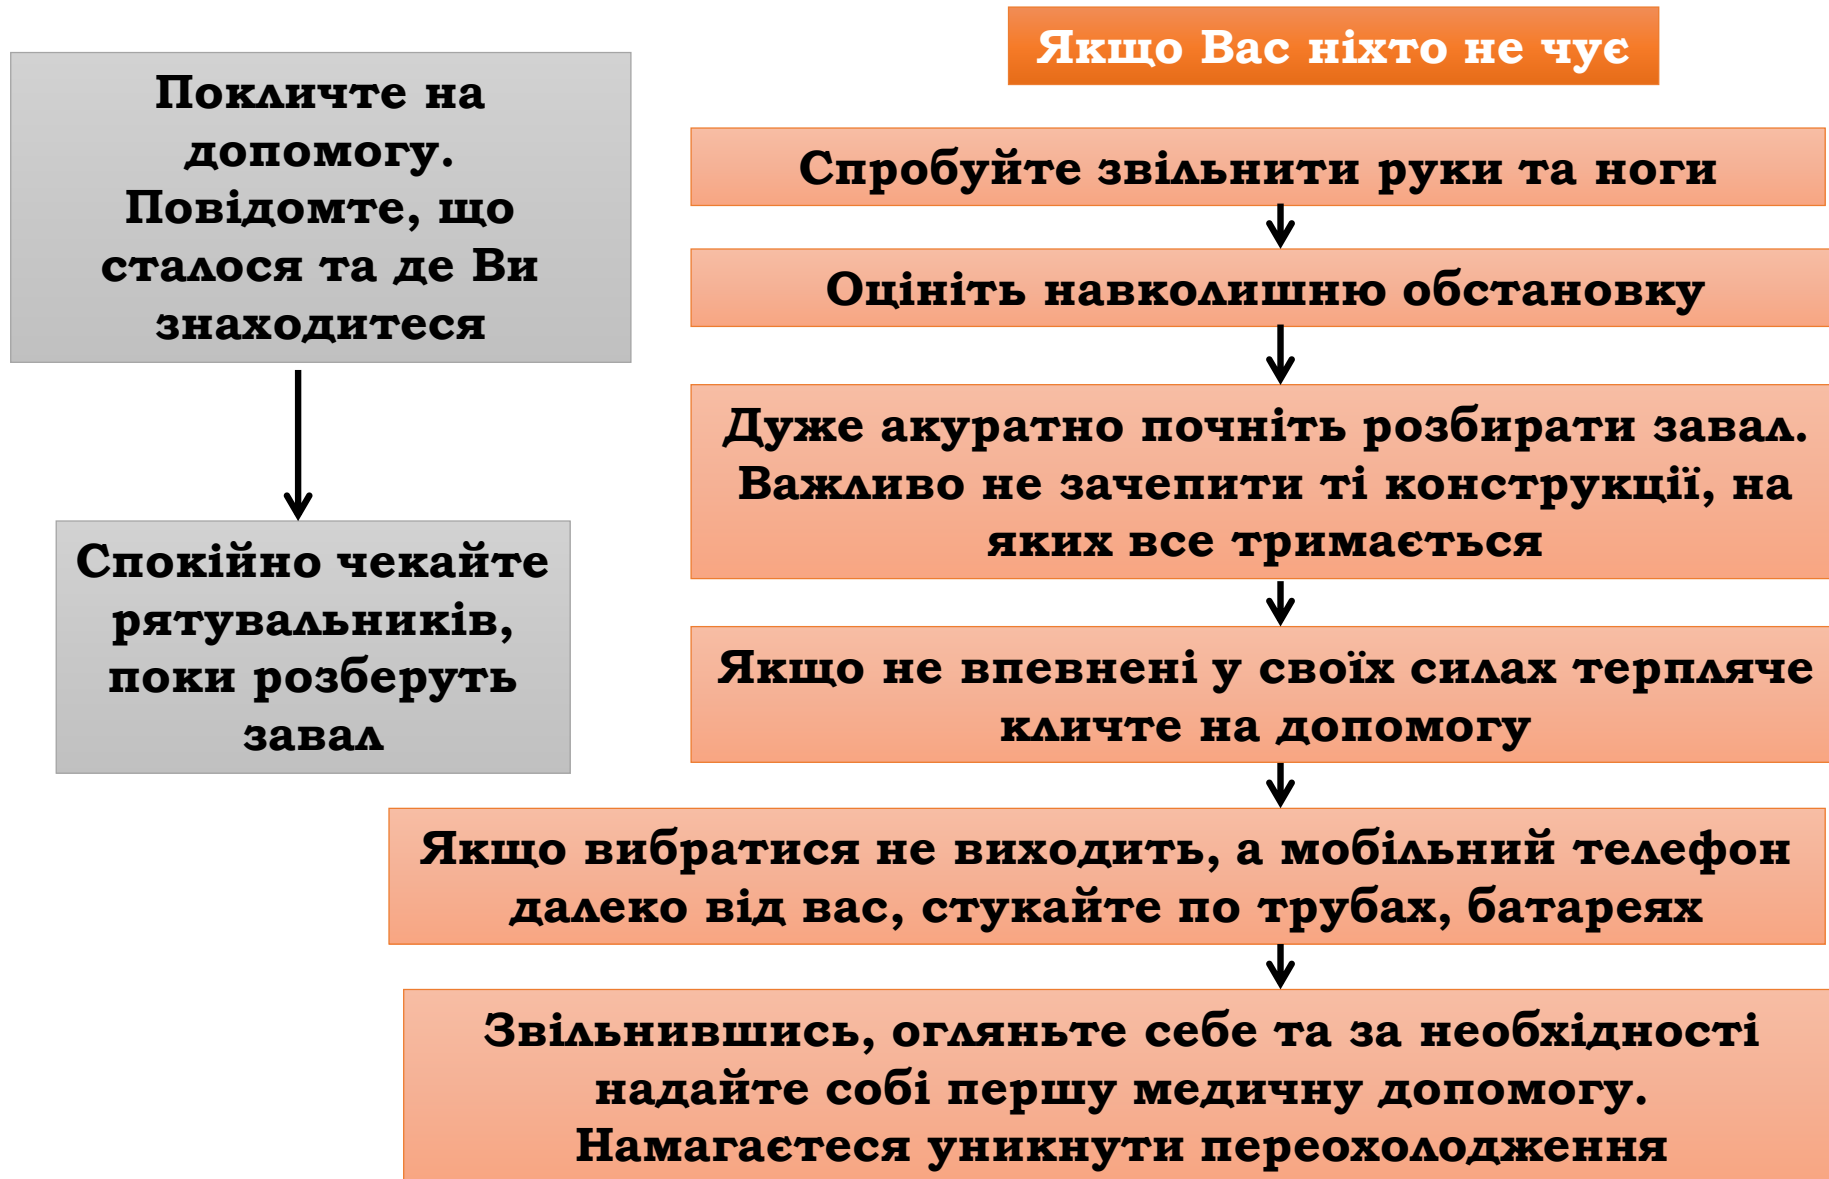 Покличте на
допомогу.
Повідомте, що
сталося та де Ви
знаходитеся
Спокійно чекайте
рятувальників,
поки розберуть
завал
Якщо Вас ніхто не чує
Спробуйте звільнити руки та ноги
Оцініть навколишню обстановку
Дуже акуратно почніть розбирати завал.
Важливо не зачепити ті конструкції, на
яких все тримається
Якщо не впевнені у своїх силах терпляче
кличте на допомогу
Якщо вибратися не виходить, а мобільний телефон
далеко від вас, стукайте по трубах, батареях
Звільнившись, огляньте себе та за необхідності
надайте собі першу медичну допомогу.
Намагаєтеся уникнути переохолодження